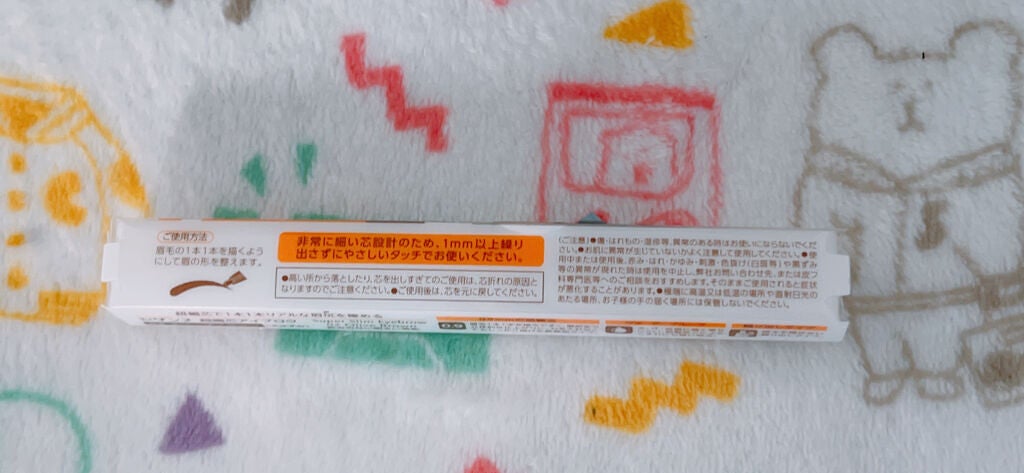 ご使用方法
眉毛の1本1本を描くよう
にして眉の形を整えます。
非常に細い芯設計のため、1mm以上繰り
出さずにやさしいタッチでお使いください。
●高い所から落としたり、芯を出しすぎてのご使用は、芯折れの原因と
なりますのでご注意ください。●ご使用後は、芯を元に戻してください。
〈ご注意〉●傷・はれもの・湿疹等、異常のある時はお使いにならないでくだ
さい。●お肌に異常が生じていないかよく注意して使用してください。●使
用中または使用後、赤み・はれ・かゆみ・刺激・色抜け(白斑等)や黒ずみ
等の異常が現れた時は使用を中止し、弊社お問い合わせ先、または皮フ
科専門医等へのご相談をおすすめします。そのままご使用されると症状
が悪化することがあります。●極端に高温又は低温の場所や直射日光の
あたる場所、お子様の手の届く場所には保管しないでください。
0.9